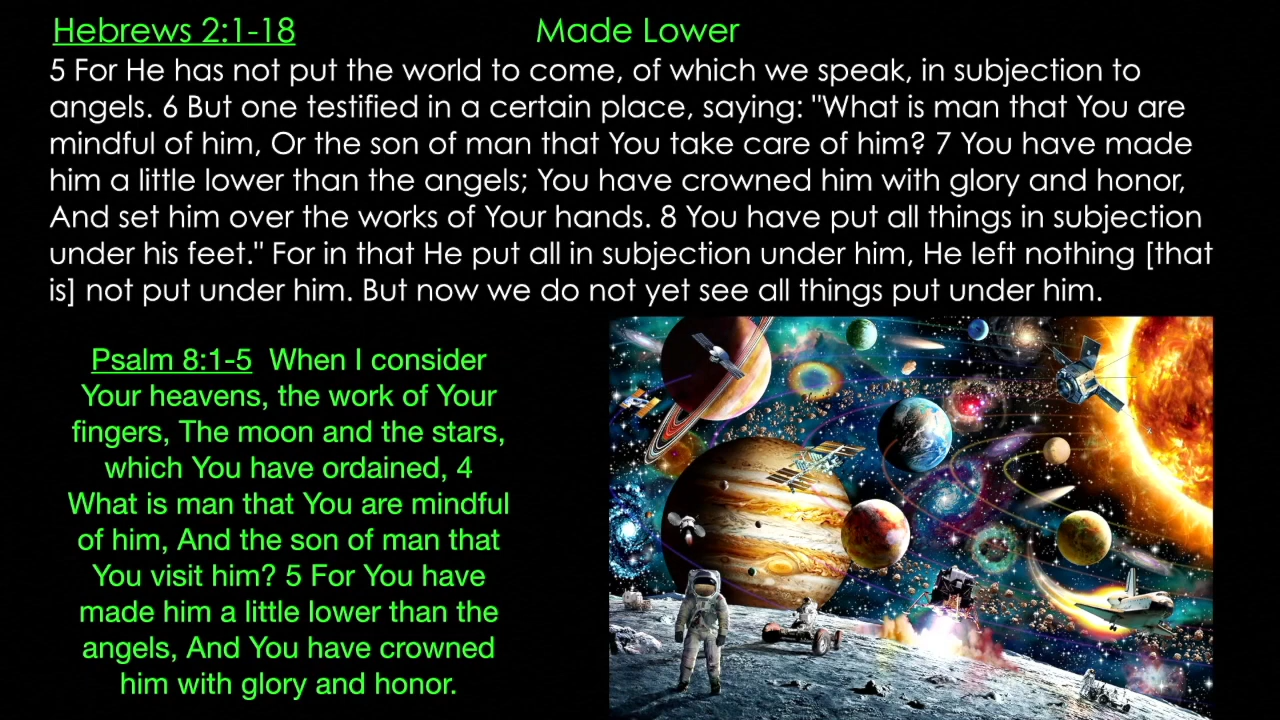 Hebrews 2:1-18
Made Lower
5 For He has not put the world to come, of which we speak, in subjection to
angels. 6 But one testified in a certain place, saying: "What is man that You are
mindful of him, Or the son of man that You take care of him? 7 You have made
him a little lower than the angels; You have crowned him with glory and honor,
And set him over the works of Your hands. 8 You have put all things in subjection
under his feet." For in that He put all in subjection under him, He left nothing [that
is] not put under him. But now we do not yet see all things put under him.
Psalm 8:1-5 When I consider
Your heavens, the work of Your
fingers, The moon and the stars,
which You have ordained, 4
What is man that You are mindful
of him, And the son of man that
You visit him? 5 For You have
made him a little lower than the
angels, And You have crowned
him with glory and honor.